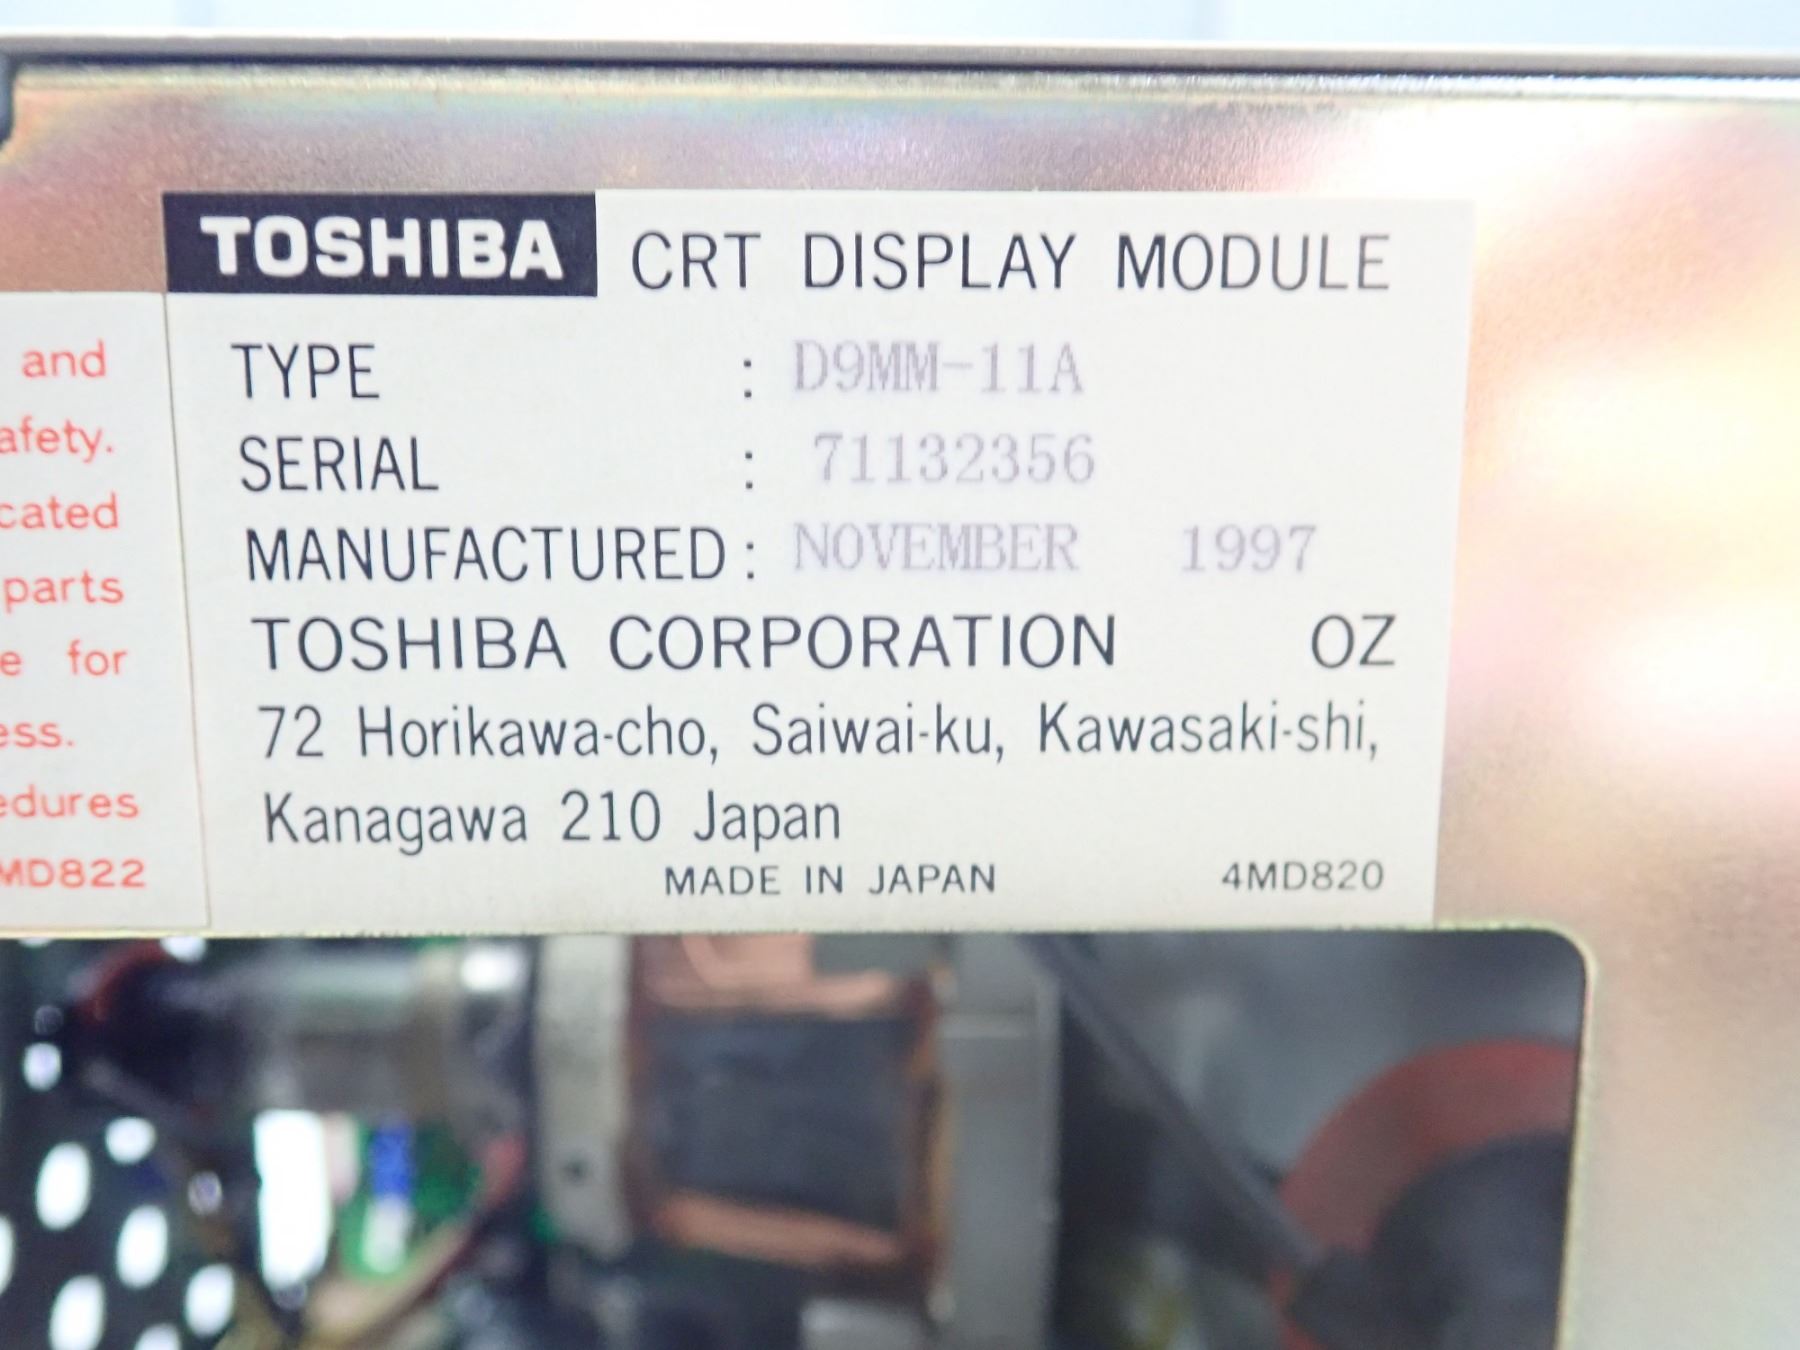 TOSHIBA CRT DISPLAY MODULE
TYPE : D9MM-11A
SERIAL : 71132356
MANUFACTURED: NOVEMBER 1997
TOSHIBA CORPORATION OZ
72 Horikawa-cho, Saiwai-ku, Kawasaki-shi,
Kanagawa 210 Japan
MADE IN JAPAN 4MD820
and
afety.
cated
parts
e for
ess.
edures
MD822